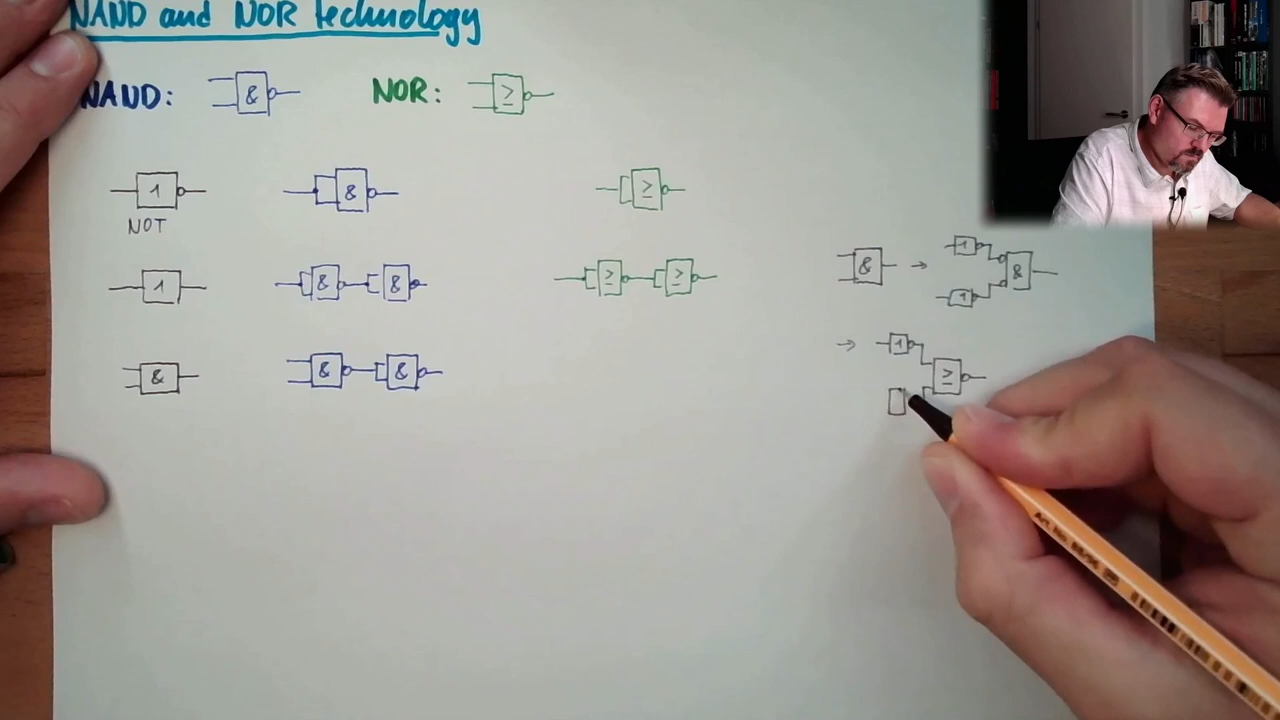 NAND and NOR technology
NAND: & NOR: ≥
1 & ≥
NOT
1 & & ≥ ≥ & → 1 &
1
→ 1 ≥
& & &